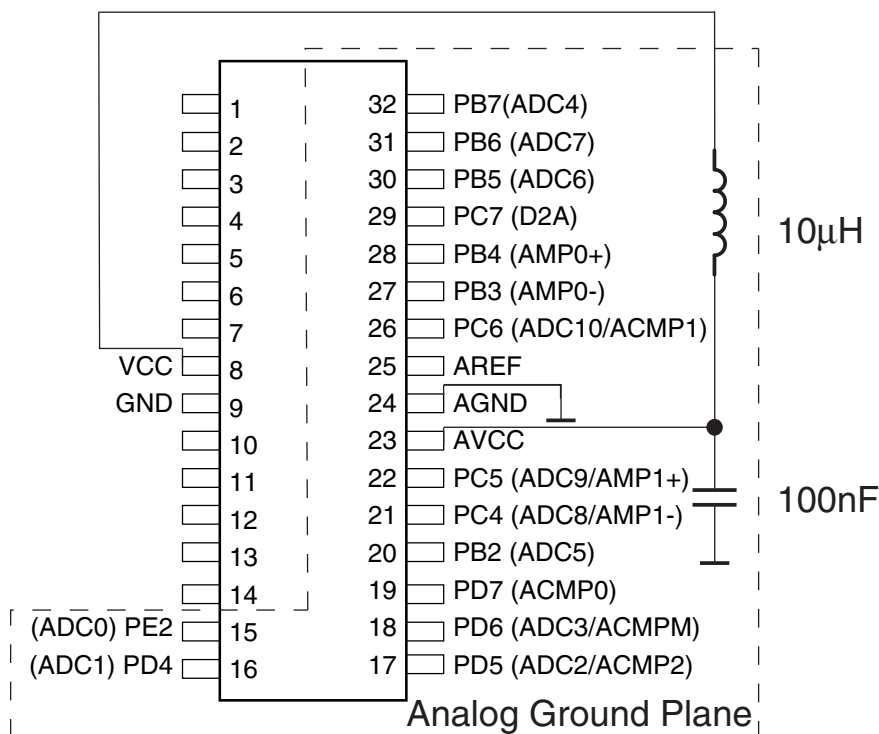 1 32 PB7(ADC4)
2 31 PB6 (ADC7)
3 30 PB5 (ADC6)
4 29 PC7 (D2A)
10μH
5 28 PB4 (AMP0+)
6 27 PB3 (AMP0-)
7 26 PC6 (ADC10/ACMP1)
VCC 8 25 AREF
GND 9 24 AGND
10 23 AVCC
11 22 PC5 (ADC9/AMP1+)
100nF
12 21 PC4 (ADC8/AMP1-)
13 20 PB2 (ADC5)
14 19 PD7 (ACMP0)
(ADC0) PE2 15 18 PD6 (ADC3/ACMPM)
(ADC1) PD4 16 17 PD5 (ADC2/ACMP2)
Analog Ground Plane